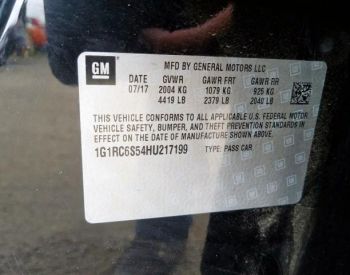 GM
MFD BY GENERAL MOTORS LLC
DATE GVWR GAWR FRT GAWR RR
07/17 2004 KG 1079 KG 925 KG
4419 LB 2379 LB 2040 LB
THIS VEHICLE CONFORMS TO ALL APPLICABLE U.S. FEDERAL MOTOR
VEHICLE SAFETY, BUMPER, AND THEFT PREVENTION STANDARDS
IN EFFECT ON THE DATE OF MANUFACTURE SHOWN ABOVE.
1G1RC6S54HU217199 TYPE: PASS CAR